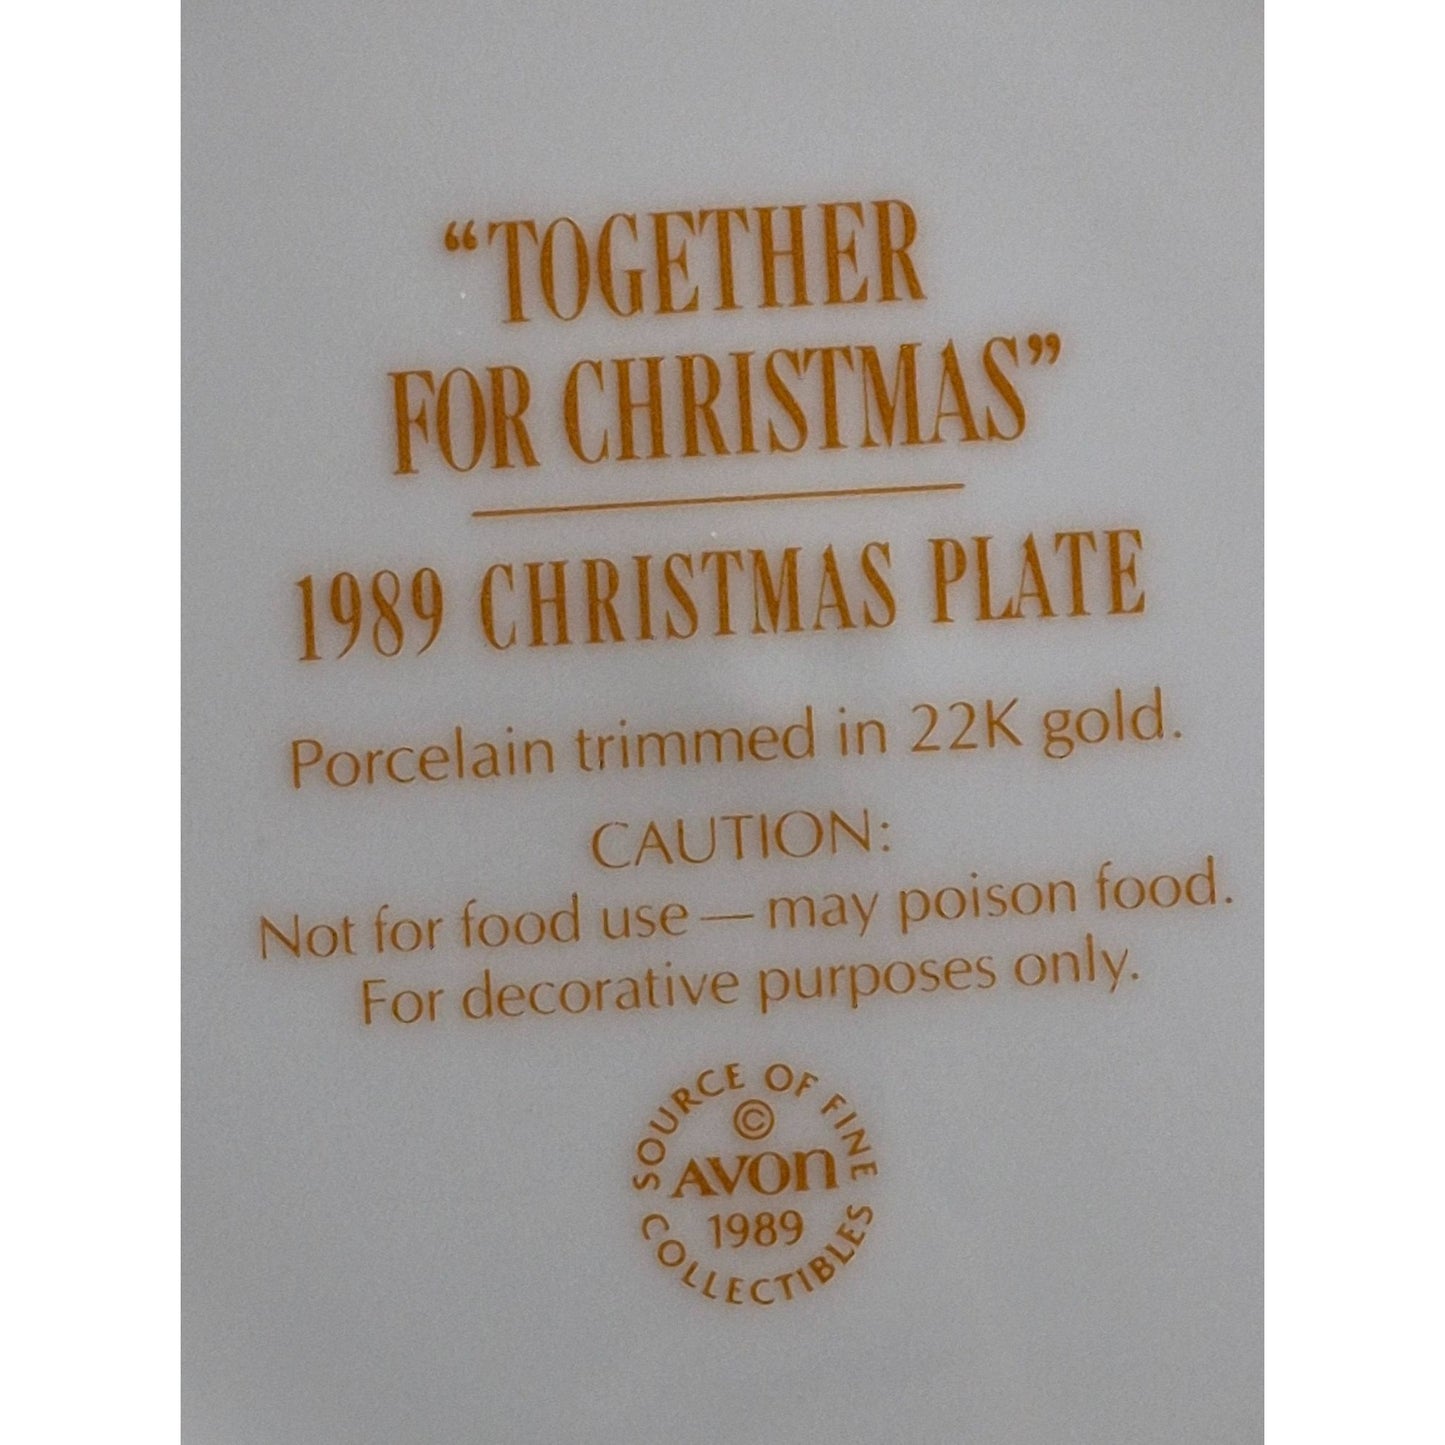 “TOGETHER
FOR CHRISTMAS”
1989 CHRISTMAS PLATE
Porcelain trimmed in 22K gold.
CAUTION:
Not for food use — may poison food.
For decorative purposes only.
SOURCE OF FINE
©
AVON
1989
COLLECTIBLES